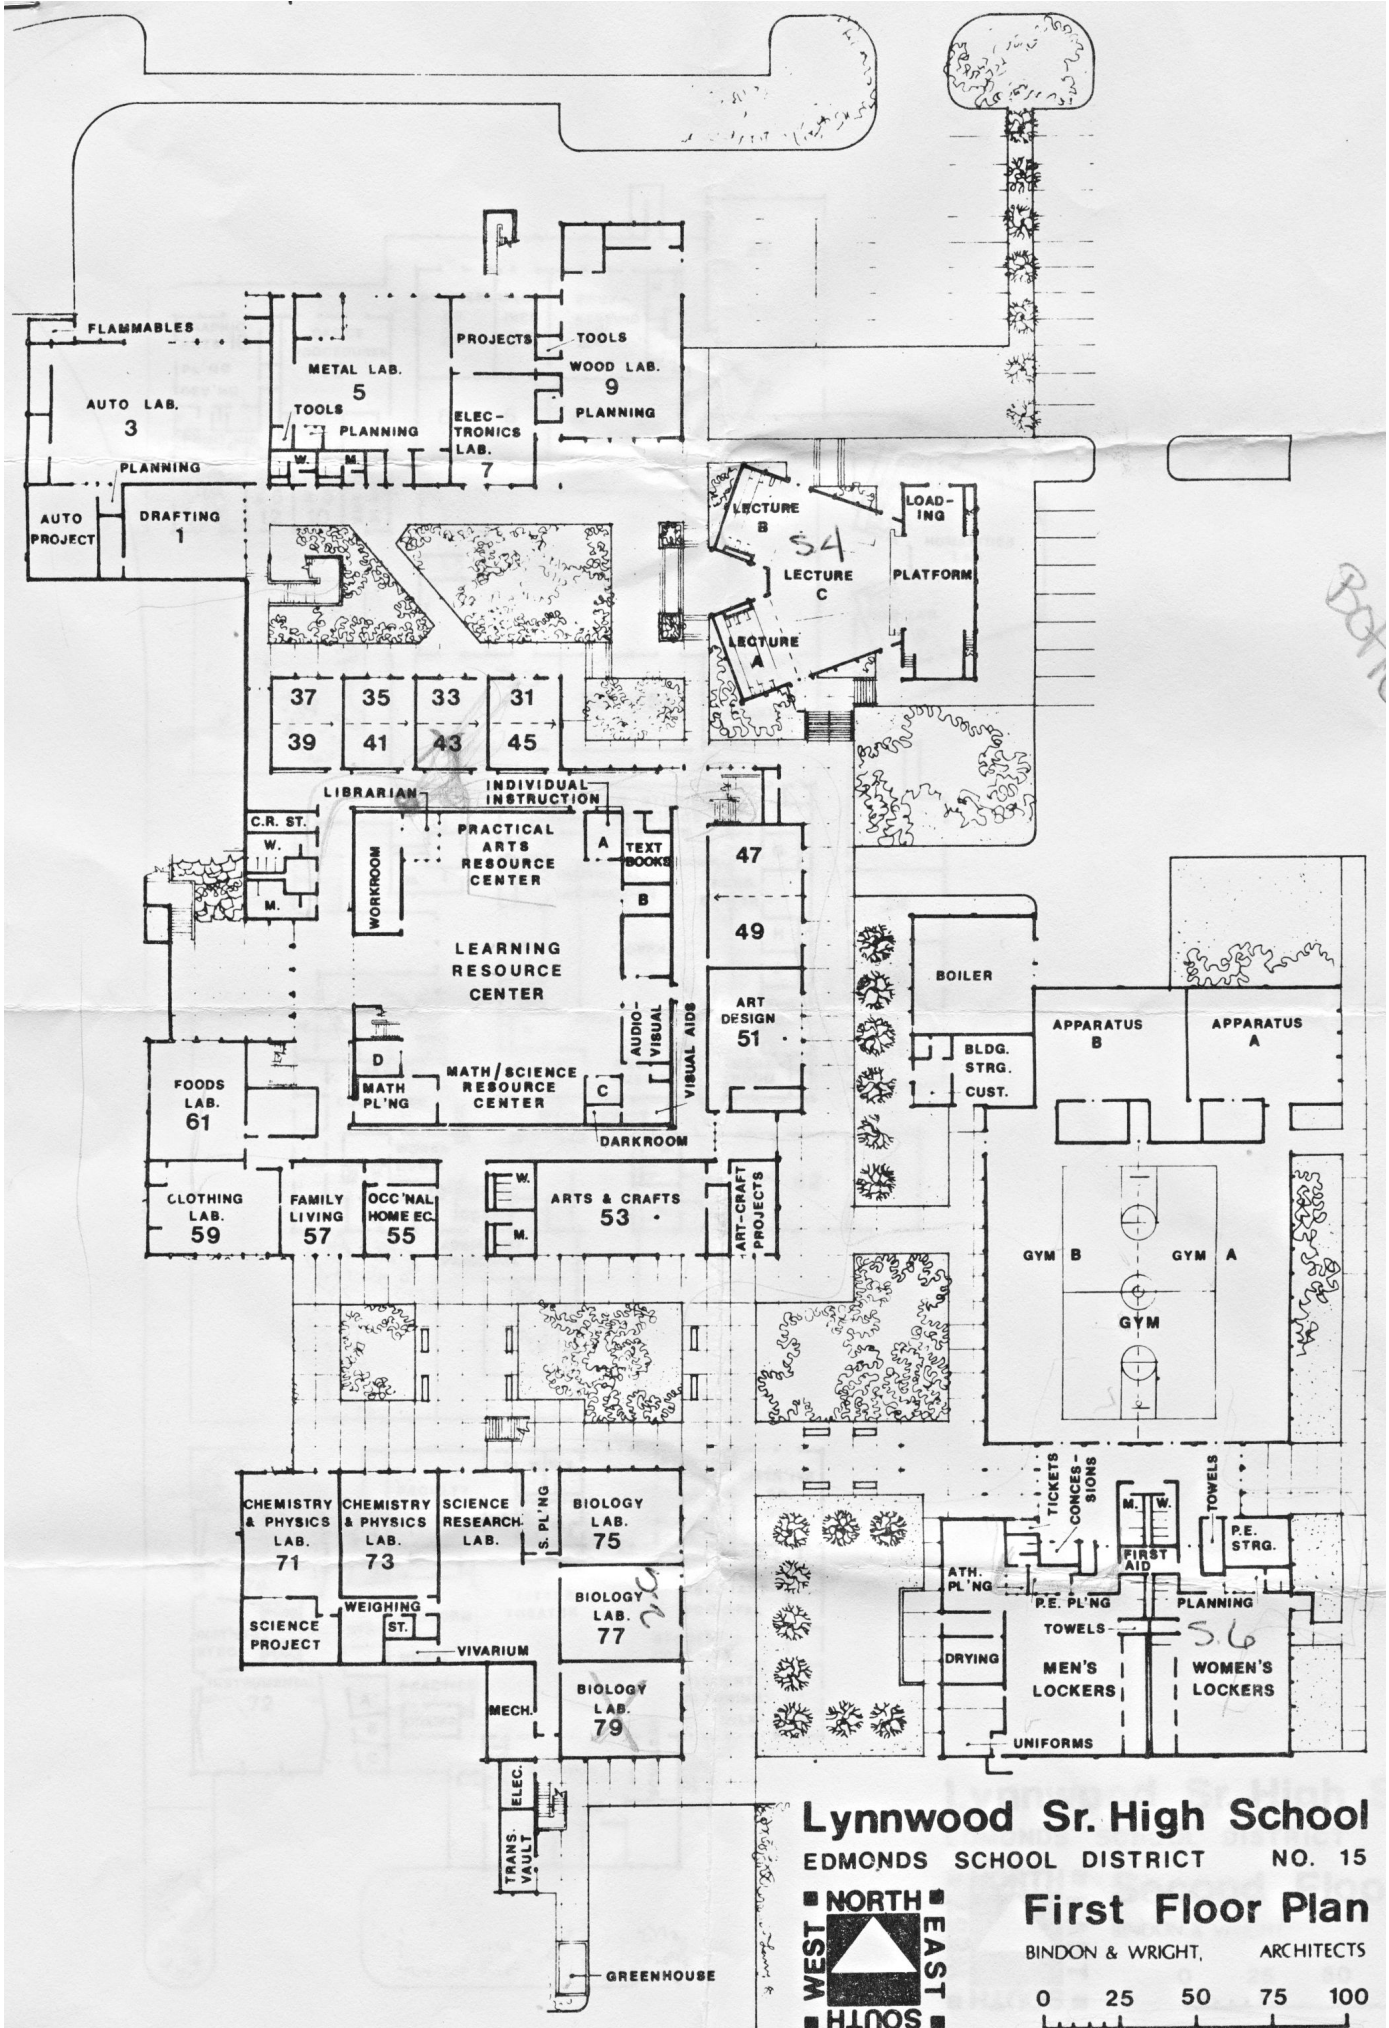 FLAMMABLES
AUTO LAB.
3
PLANNING
AUTO
PROJECT
DRAFTING
1
METAL LAB.
5
TOOLS
PLANNING
W.
M.
PROJECTS
ELEC-
TRONICS
LAB.
7
TOOLS
WOOD LAB.
9
PLANNING
LECTURE
B
S4
LECTURE
C
LECTURE
A
LOAD-
ING
PLATFORM
37
39
35
41
33
43
31
45
LIBRARIAN
INDIVIDUAL
INSTRUCTION
C.R. ST.
W.
M.
WORKROOM
PRACTICAL
ARTS
RESOURCE
CENTER
A
TEXT
BOOKS
B
LEARNING
RESOURCE
CENTER
47
49
ART
DESIGN
51
AUDIO-
VISUAL
VISUAL AIDS
D
MATH
PL'NG
MATH/SCIENCE
RESOURCE
CENTER
C
DARKROOM
FOODS
LAB.
61
CLOTHING
LAB.
59
FAMILY
LIVING
57
OCC'NAL
HOME EC.
55
W.
M.
ARTS & CRAFTS
53
ART-CRAFT
PROJECTS
BOILER
BLDG.
STRG.
CUST.
APPARATUS
B
APPARATUS
A
GYM B
GYM A
GYM
TICKETS
CONCES-
SIONS
M.
W.
TOWELS
P.E.
STRG.
FIRST
AID
ATH.
PL'NG
P.E. PL'NG
PLANNING
TOWELS
S.6
DRYING
MEN'S
LOCKERS
WOMEN'S
LOCKERS
UNIFORMS
CHEMISTRY
& PHYSICS
LAB.
71
CHEMISTRY
& PHYSICS
LAB.
73
SCIENCE
RESEARCH
LAB.
S. PL'NG
BIOLOGY
LAB.
75
BIOLOGY
LAB.
77
BIOLOGY
LAB.
79
SCIENCE
PROJECT
WEIGHING
ST.
VIVARIUM
MECH.
ELEC.
TRANS.
VAULT
GREENHOUSE
Lynnwood Sr. High School
EDMONDS SCHOOL DISTRICT NO. 15
NORTH
WEST
EAST
SOUTH
First Floor Plan
BINDON & WRIGHT, ARCHITECTS
0 25 50 75 100